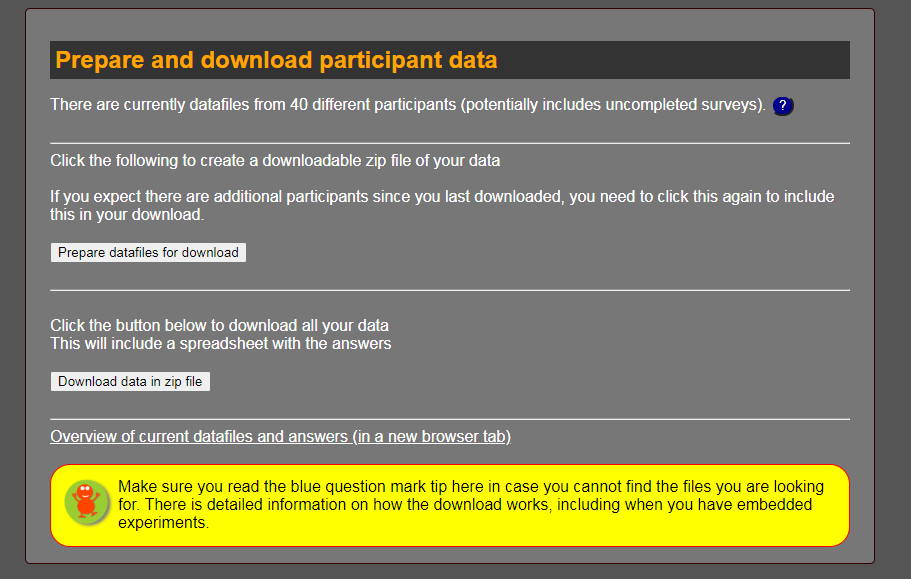 Prepare and download participant data
There are currently datafiles from 40 different participants (potentially includes uncompleted surveys). ?
Click the following to create a downloadable zip file of your data
If you expect there are additional participants since you last downloaded, you need to click this again to include
this in your download.
Prepare datafiles for download
Click the button below to download all your data
This will include a spreadsheet with the answers
Download data in zip file
Overview of current datafiles and answers (in a new browser tab)
Make sure you read the blue question mark tip here in case you cannot find the files you are looking
for. There is detailed information on how the download works, including when you have embedded
experiments.